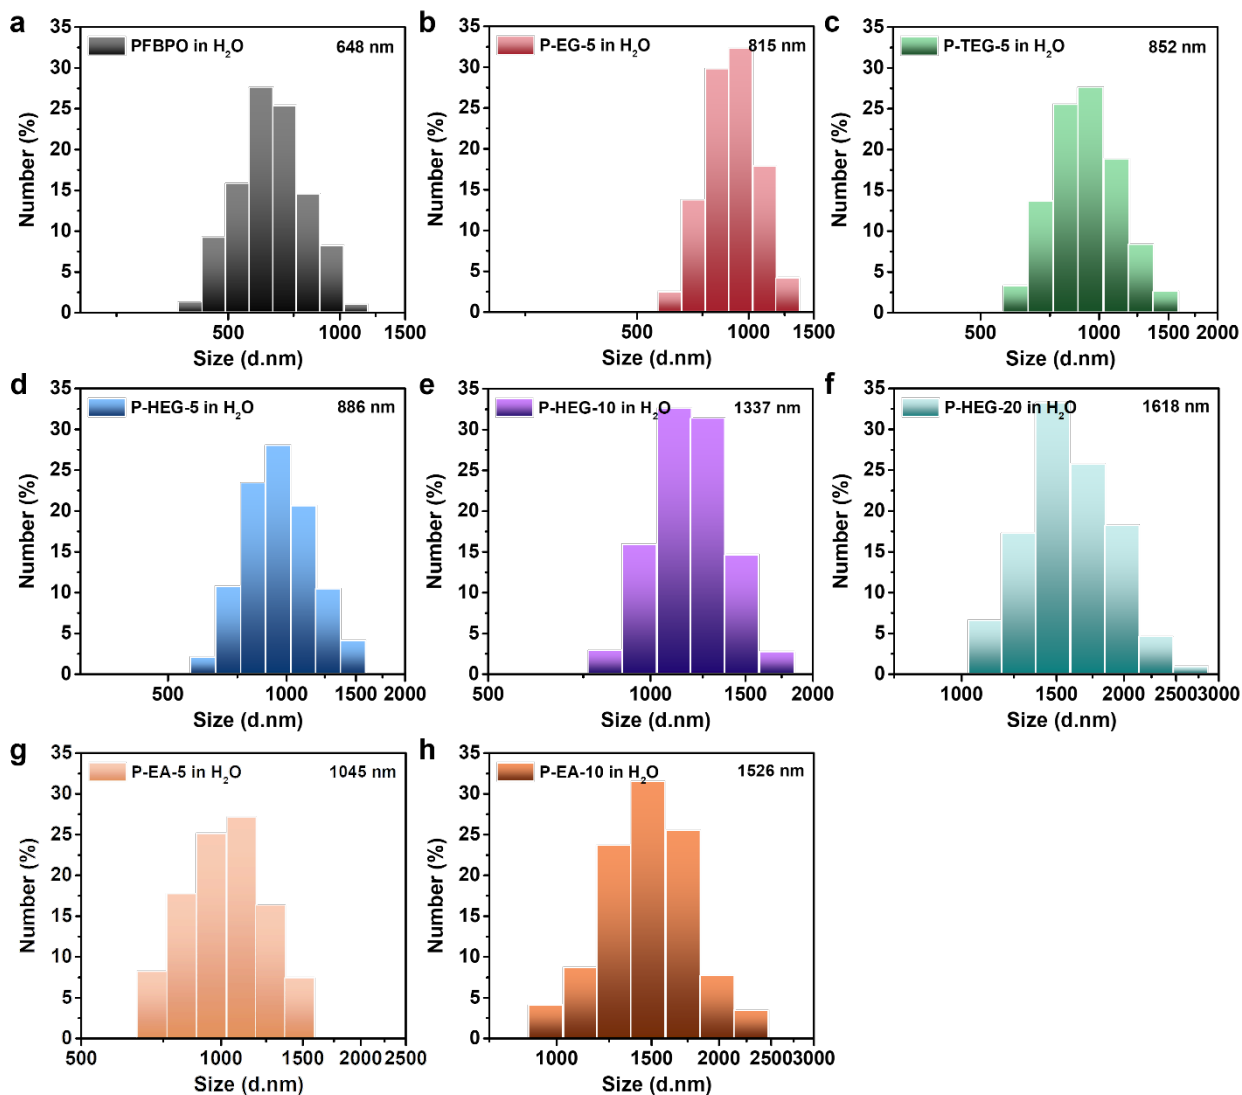 a
PFBPO in H₂O
648 nm
35
30
25
20
15
10
5
0
Number (%)
500
1000
1500
Size (d.nm)
b
P-EG-5 in H₂O
815 nm
35
30
25
20
15
10
5
0
Number (%)
500
1000
1500
Size (d.nm)
c
P-TEG-5 in H₂O
852 nm
35
30
25
20
15
10
5
0
Number (%)
500
1000
1500
2000
Size (d.nm)
d
P-HEG-5 in H₂O
886 nm
35
30
25
20
15
10
5
0
Number (%)
500
1000
1500
2000
Size (d.nm)
e
P-HEG-10 in H₂O
1337 nm
35
30
25
20
15
10
5
0
Number (%)
500
1000
1500
2000
Size (d.nm)
f
P-HEG-20 in H₂O
1618 nm
35
30
25
20
15
10
5
0
Number (%)
1000
1500
2000
2500
3000
Size (d.nm)
g
P-EA-5 in H₂O
1045 nm
35
30
25
20
15
10
5
0
Number (%)
500
1000
1500
2000
2500
Size (d.nm)
h
P-EA-10 in H₂O
1526 nm
35
30
25
20
15
10
5
0
Number (%)
1000
1500
2000
2500
3000
Size (d.nm)